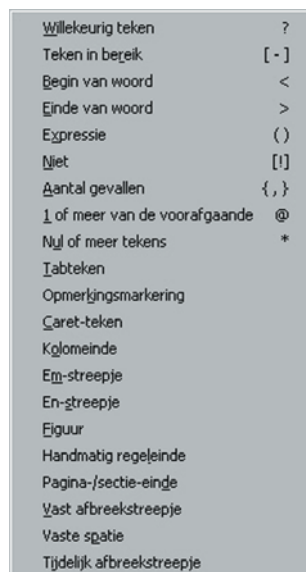 Willekeurig teken ?
Teken in bereik [-]
Begin van woord <
Einde van woord >
Expressie ()
Niet [!]
Aantal gevallen {,}
1 of meer van de voorafgaande @
Nul of meer tekens *
Tabteken
Opmerkingsmarkering
Caret-teken
Kolomeinde
Em-streepje
En-streepje
Figuur
Handmatig regeleinde
Pagina-/sectie-einde
Vast afbreekstreepje
Vaste spatie
Tijdelijk afbreekstreepje